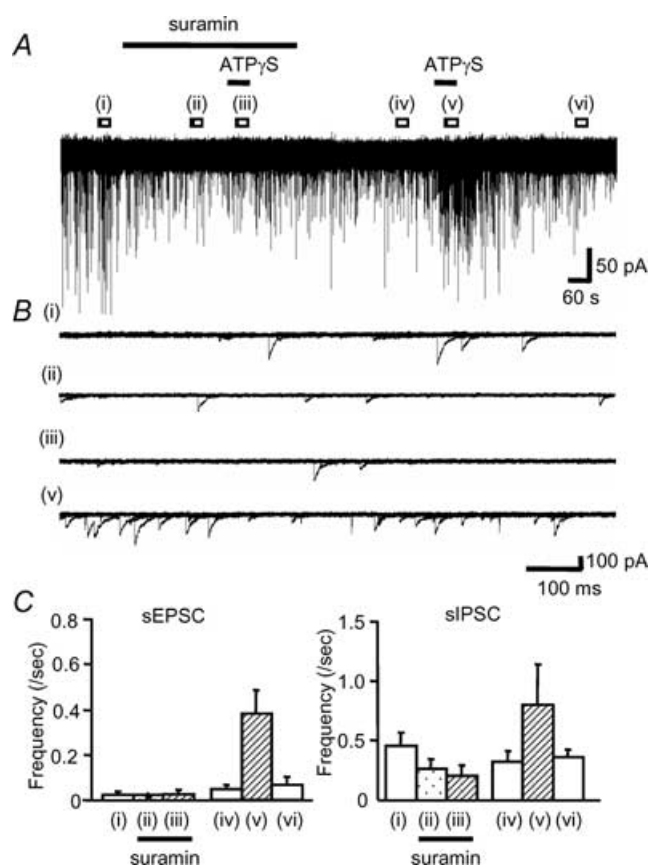 A
suramin
ATPγS ATPγS
(i) (ii) (iii) (iv) (v) (vi)
50 pA
60 s
B
(i)
(ii)
(iii)
(v)
100 pA
100 ms
C
sEPSC sIPSC
Frequency (/sec) Frequency (/sec)
0.8 1.5
0.6
1.0
0.4
0.5
0.2
0 0
(i) (ii) (iii) (iv) (v) (vi) (i) (ii) (iii) (iv) (v) (vi)
suramin suramin